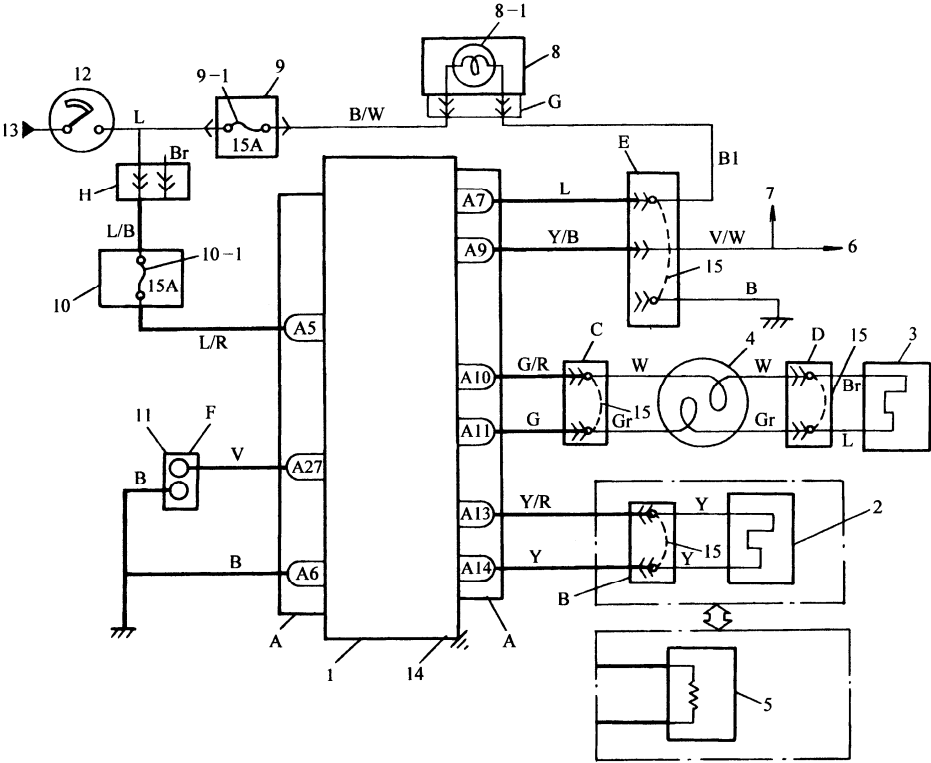 8-1
8
12
9-1
9
13
L
15A
B/W
G
H
Br
B1
E
7
A7
L
L/B
10-1
A9
Y/B
V/W
6
10
15A
15
B
A5
L/R
C
4
D
15
3
A10
G/R
W
W
Br
15
A11
G
Gr
Gr
L
11
F
V
A27
B
A13
Y/R
Y
2
15
B
A6
A14
Y
Y
B
A
A
1
14
5